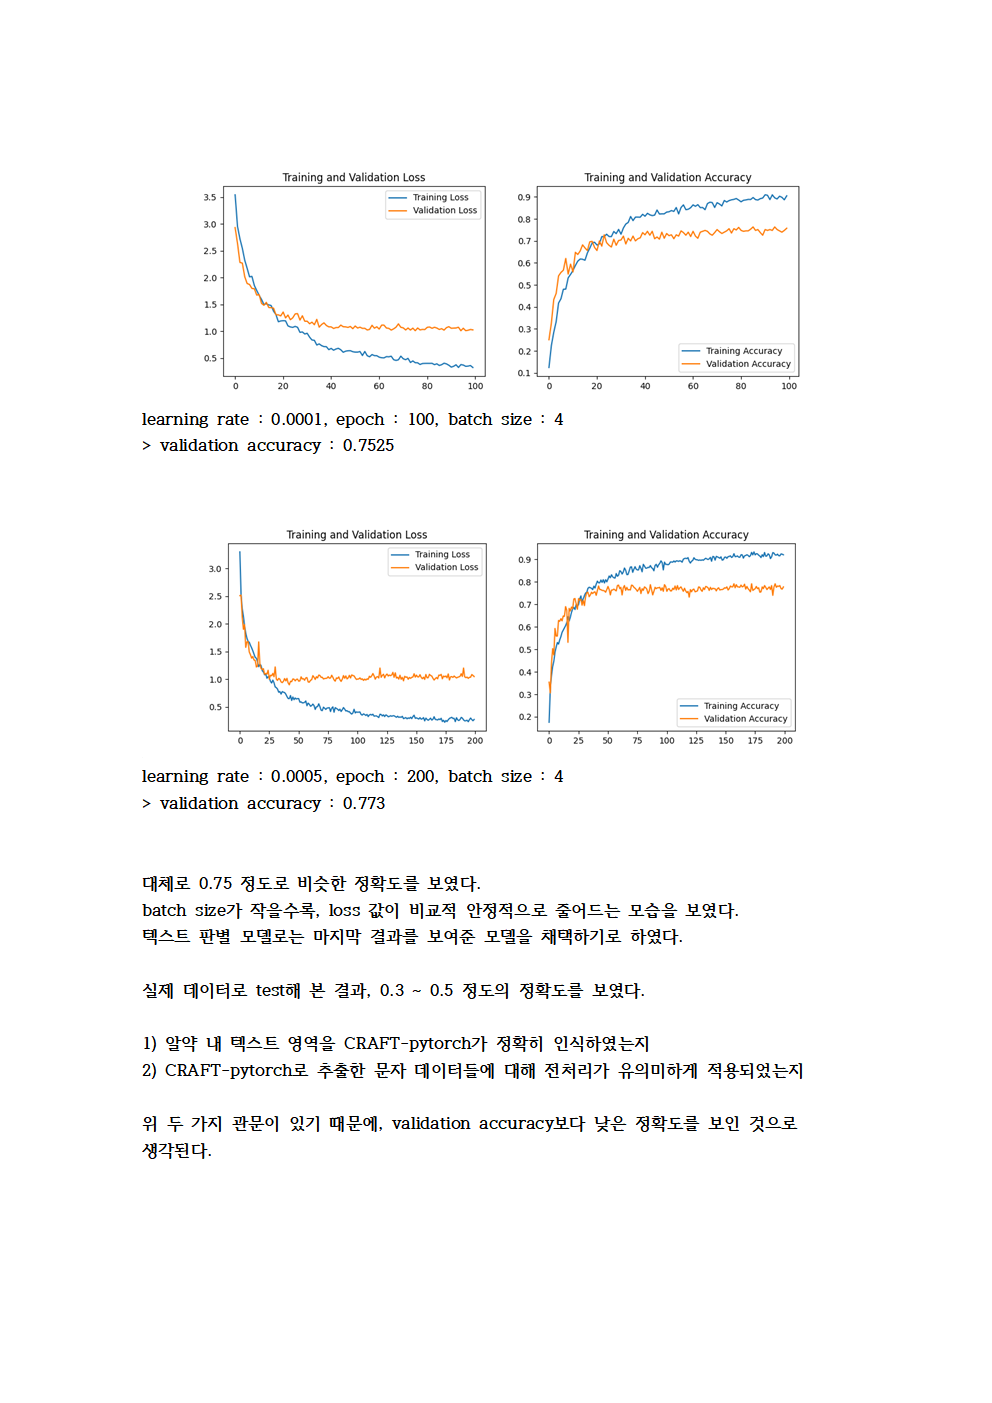 Training and Validation Loss
Training Loss
Validation Loss
3.5
3.0
2.5
2.0
1.5
1.0
0.5
0 20 40 60 80 100
Training and Validation Accuracy
0.9
0.8
0.7
0.6
0.5
0.4
0.3
0.2
0.1
Training Accuracy
Validation Accuracy
0 20 40 60 80 100
learning rate : 0.0001, epoch : 100, batch size : 4
> validation accuracy : 0.7525
Training and Validation Loss
Training Loss
Validation Loss
3.0
2.5
2.0
1.5
1.0
0.5
0 25 50 75 100 125 150 175 200
Training and Validation Accuracy
0.9
0.8
0.7
0.6
0.5
0.4
0.3
0.2
Training Accuracy
Validation Accuracy
0 25 50 75 100 125 150 175 200
learning rate : 0.0005, epoch : 200, batch size : 4
> validation accuracy : 0.773
대체로 0.75 정도로 비슷한 정확도를 보였다.
batch size가 작을수록, loss 값이 비교적 안정적으로 줄어드는 모습을 보였다.
텍스트 판별 모델로는 마지막 결과를 보여준 모델을 채택하기로 하였다.
실제 데이터로 test해 본 결과, 0.3 ~ 0.5 정도의 정확도를 보였다.
1) 알약 내 텍스트 영역을 CRAFT-pytorch가 정확히 인식하였는지
2) CRAFT-pytorch로 추출한 문자 데이터들에 대해 전처리가 유의미하게 적용되었는지
위 두 가지 관문이 있기 때문에, validation accuracy보다 낮은 정확도를 보인 것으로
생각된다.